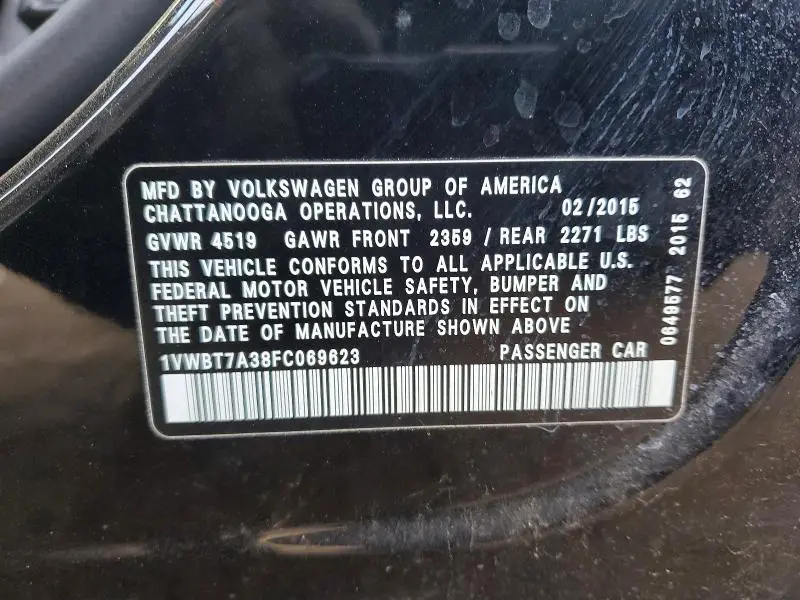 MFD BY VOLKSWAGEN GROUP OF AMERICA
CHATTANOOGA OPERATIONS, LLC. 02/2015
GVWR 4519 GAWR FRONT 2359 / REAR 2271 LBS
THIS VEHICLE CONFORMS TO ALL APPLICABLE U.S.
FEDERAL MOTOR VEHICLE SAFETY, BUMPER AND
THEFT PREVENTION STANDARDS IN EFFECT ON
THE DATE OF MANUFACTURE SHOWN ABOVE
1VWBT7A38FC069623 PASSENGER CAR
0649577 2015 62